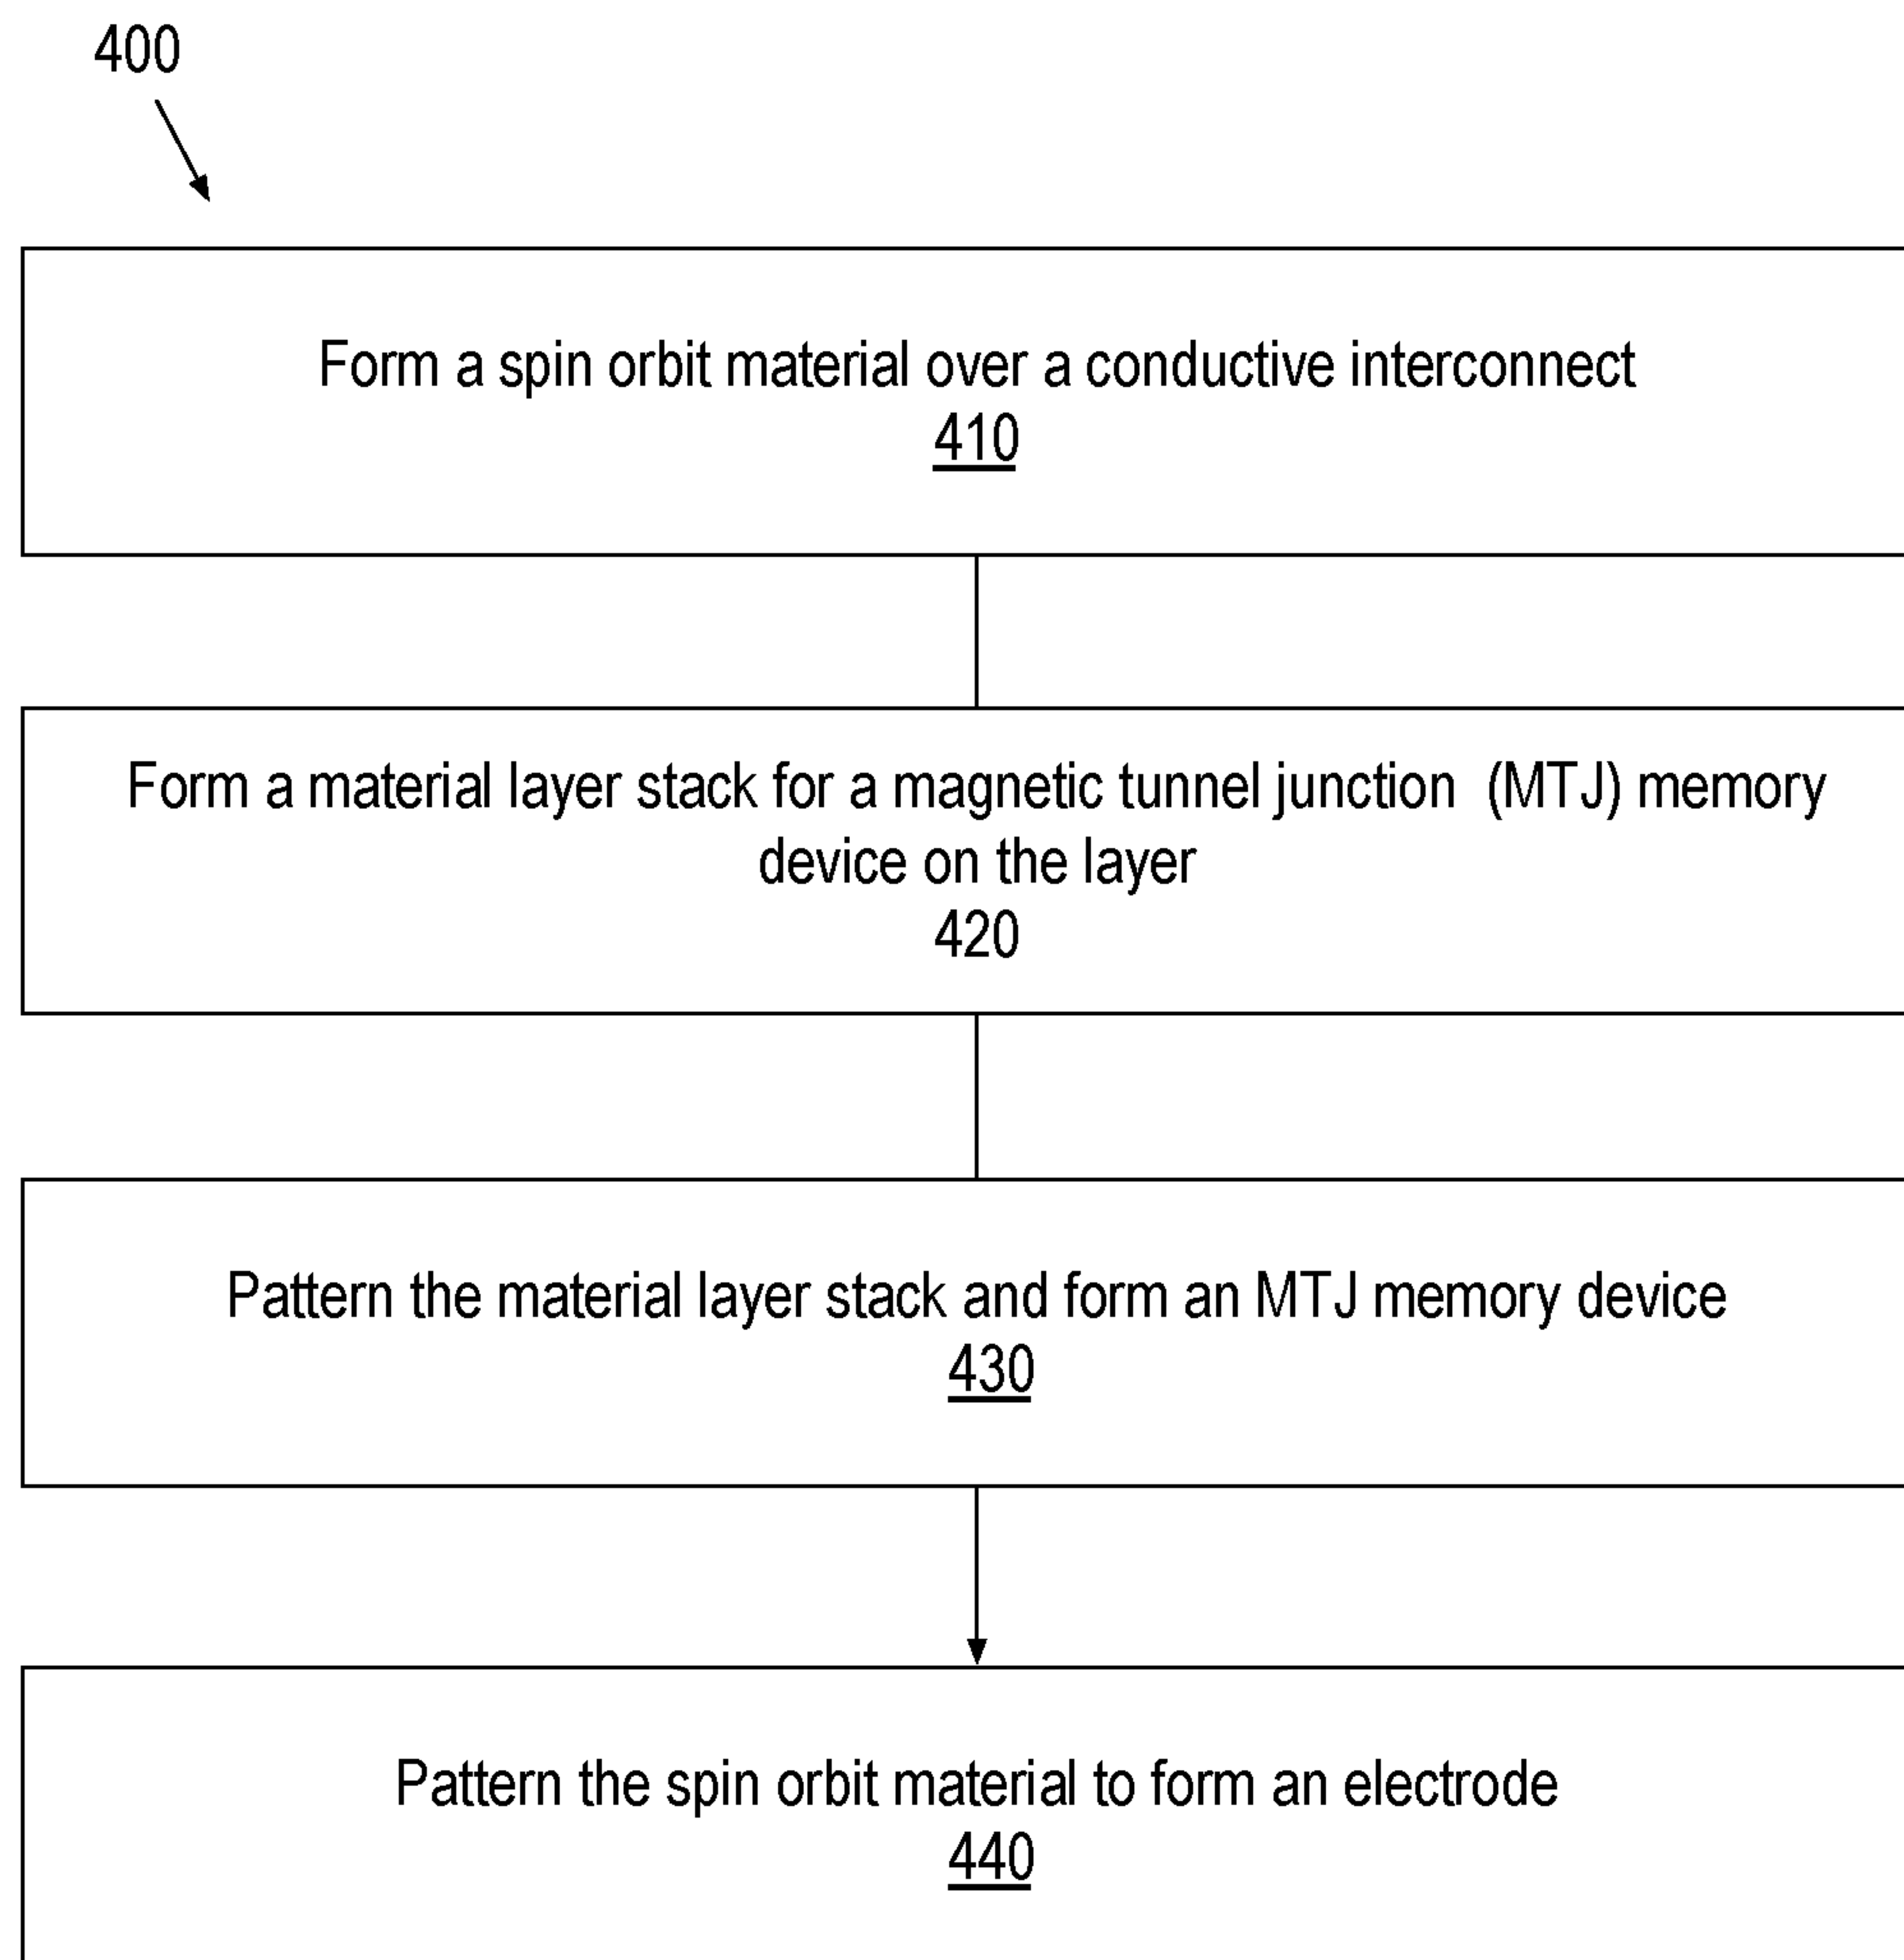 400
Form a spin orbit material over a conductive interconnect
410
Form a material layer stack for a magnetic tunnel junction (MTJ) memory
device on the layer
420
Pattern the material layer stack and form an MTJ memory device
430
Pattern the spin orbit material to form an electrode
440